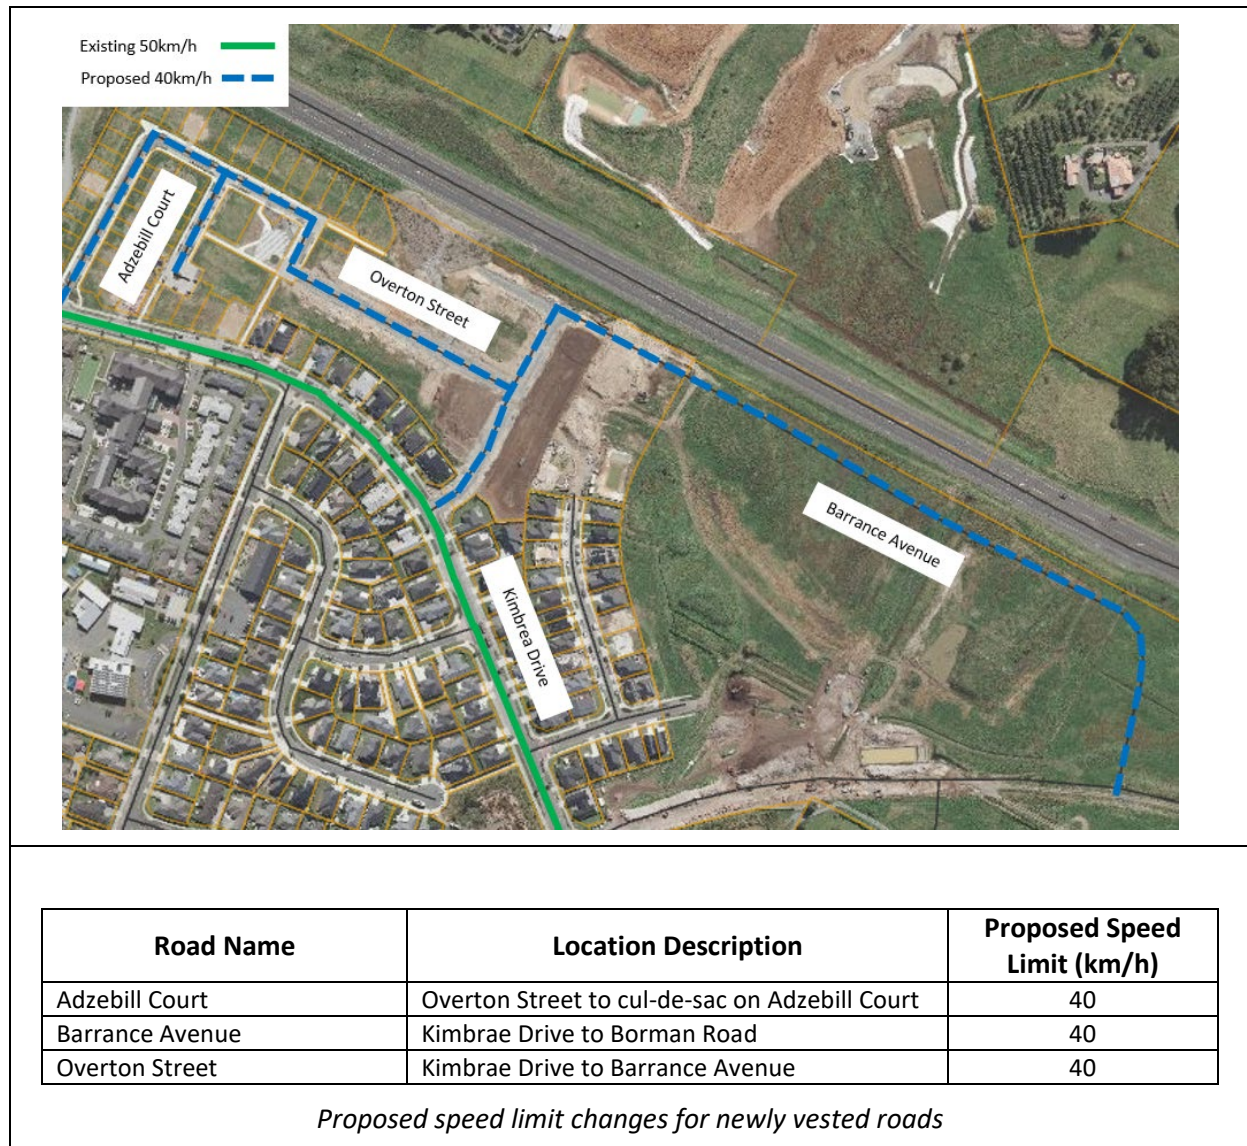 Existing 50km/h
Proposed 40km/h
Adzebill Court
Overton Street
Barrance Avenue
Kimbrea Drive
Road Name
Location Description
Proposed Speed
Limit (km/h)
Adzebill Court
Overton Street to cul-de-sac on Adzebill Court
40
Barrance Avenue
Kimbrae Drive to Borman Road
40
Overton Street
Kimbrae Drive to Barrance Avenue
40
Proposed speed limit changes for newly vested roads